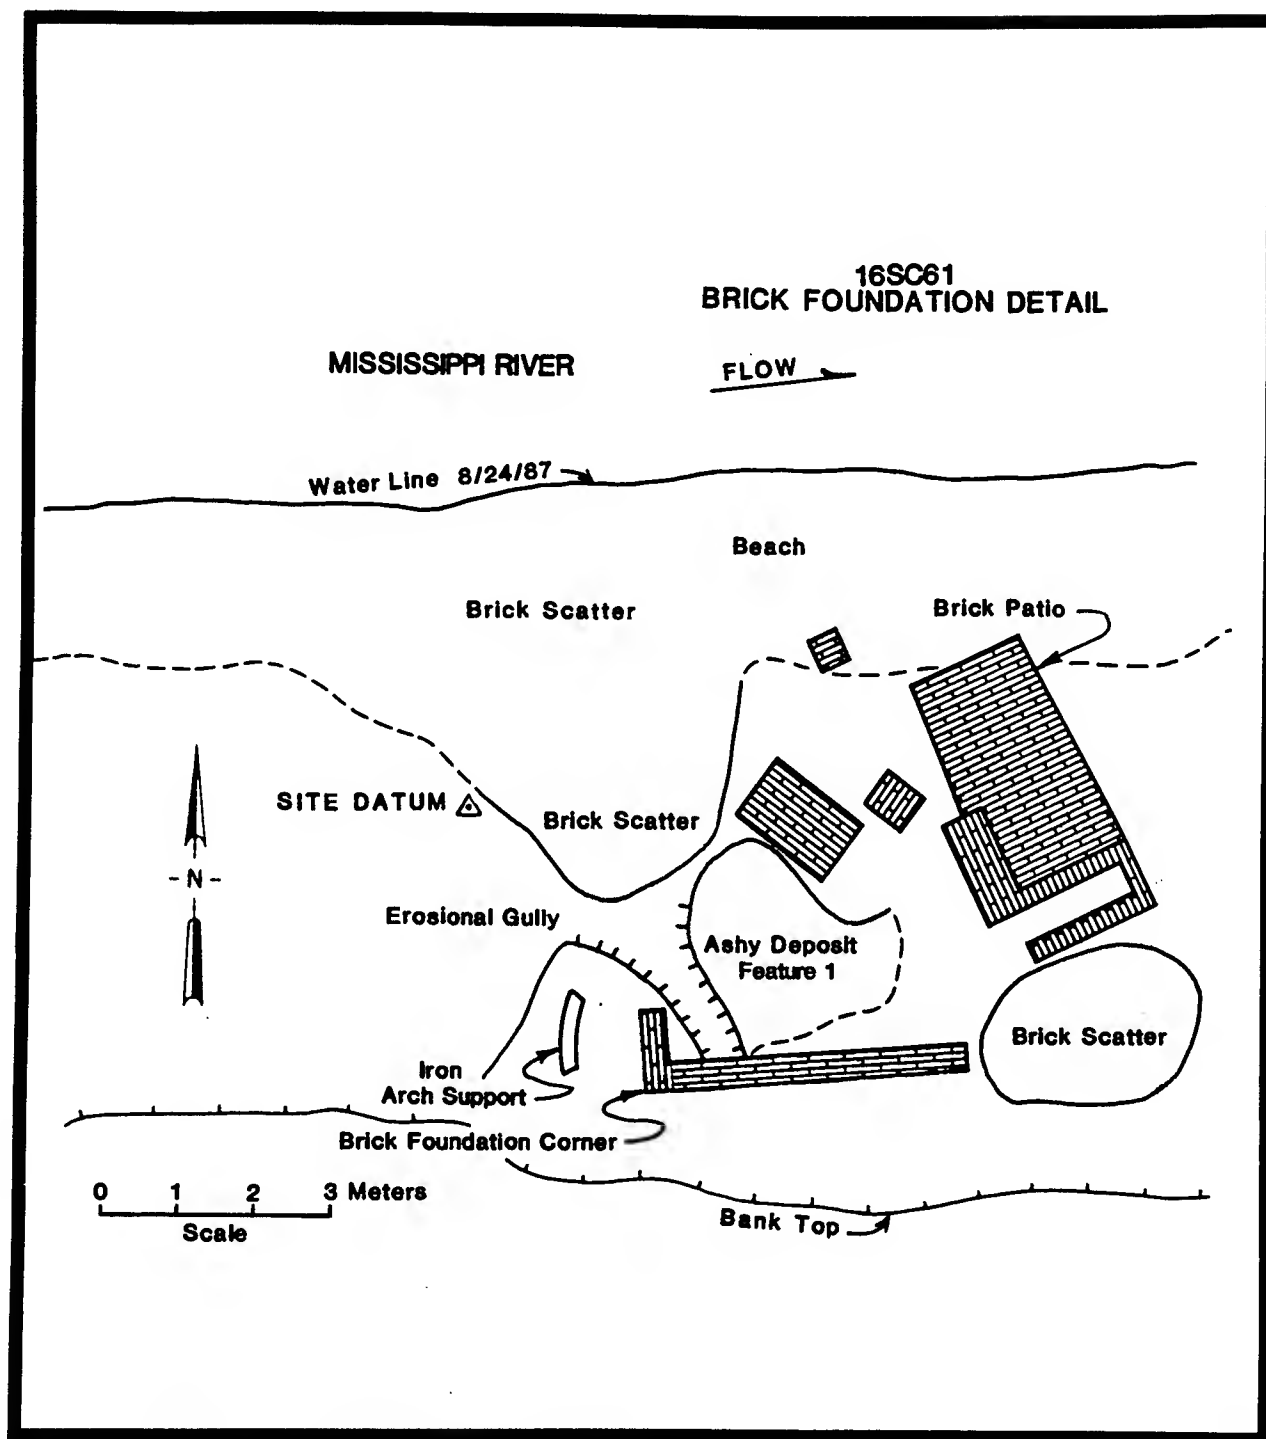 16SC61
BRICK FOUNDATION DETAIL
MISSISSIPPI RIVER
FLOW
Water Line 8/24/87
Beach
Brick Scatter
Brick Patio
SITE DATUM
Brick Scatter
- N -
Erosional Gully
Ashy Deposit
Feature 1
Brick Scatter
Iron
Arch Support
Brick Foundation Corner
0 1 2 3 Meters
Scale
Bank Top